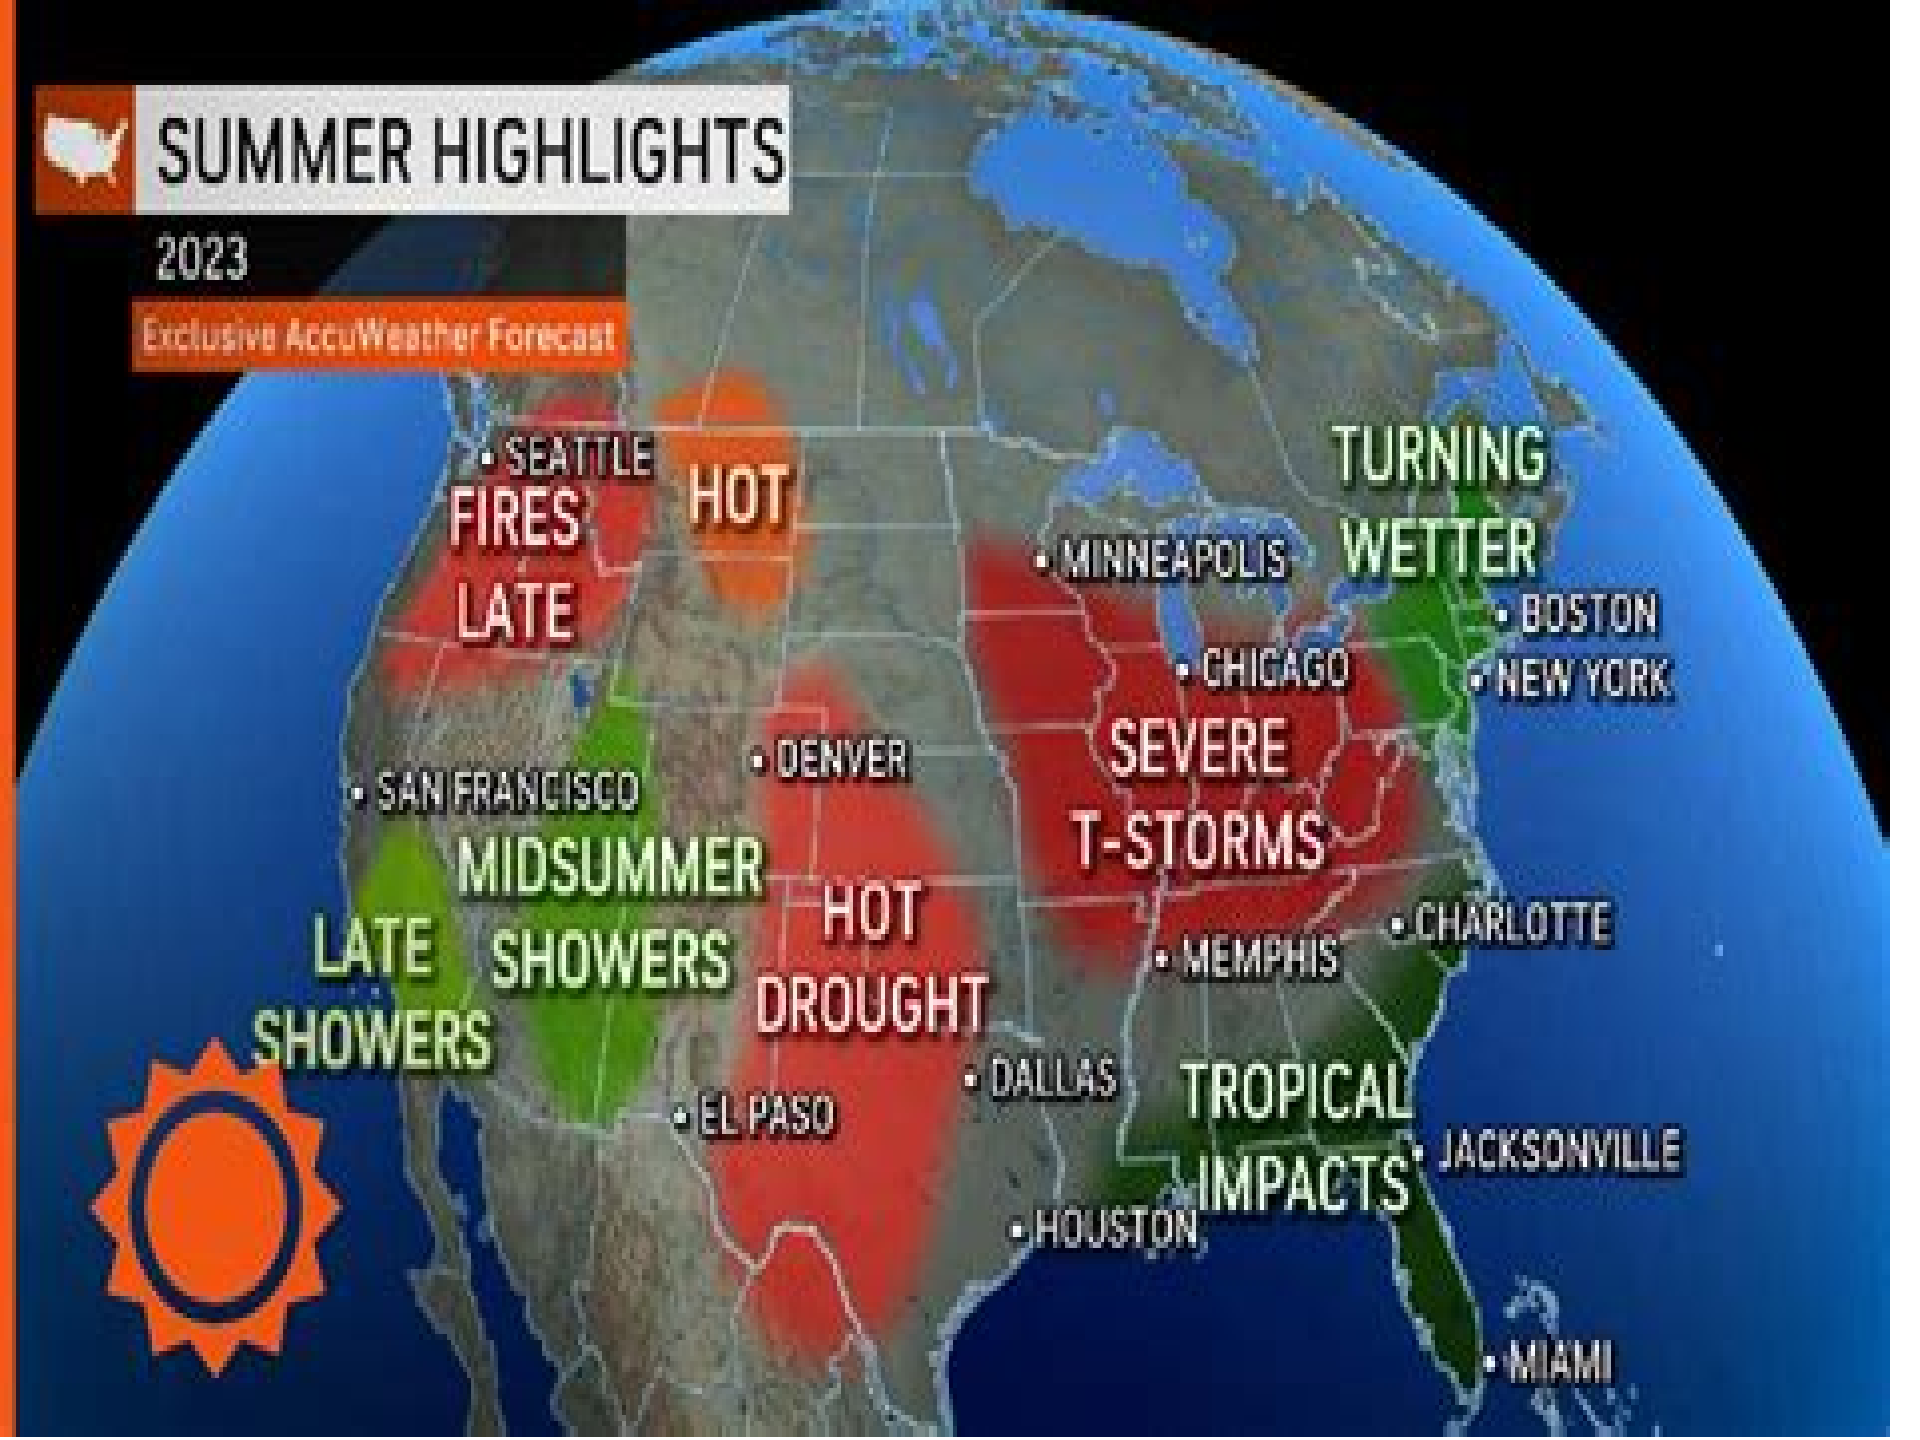 SUMMER HIGHLIGHTS
2023
Exclusive AccuWeather Forecast
SEATTLE
FIRES
LATE
HOT
TURNING
WETTER
MINNEAPOLIS
BOSTON
CHICAGO
NEW YORK
SEVERE
T-STORMS
DENVER
SAN FRANCISCO
MIDSUMMER
SHOWERS
LATE
SHOWERS
HOT
DROUGHT
CHARLOTTE
MEMPHIS
DALLAS
EL PASO
TROPICAL
IMPACTS
JACKSONVILLE
HOUSTON
MIAMI